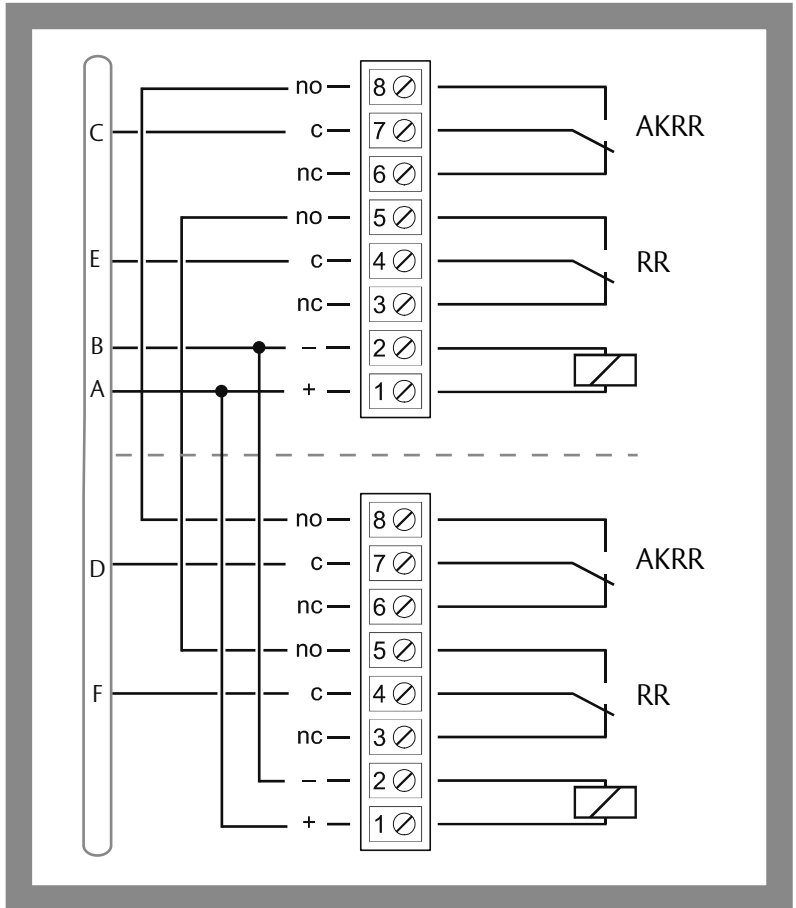 no 8
C c 7 AKRR
nc 6
no 5
E c 4 RR
nc 3
B – 2
A + 1
no 8
D c 7 AKRR
nc 6
no 5
F c 4 RR
nc 3
– 2
+ 1